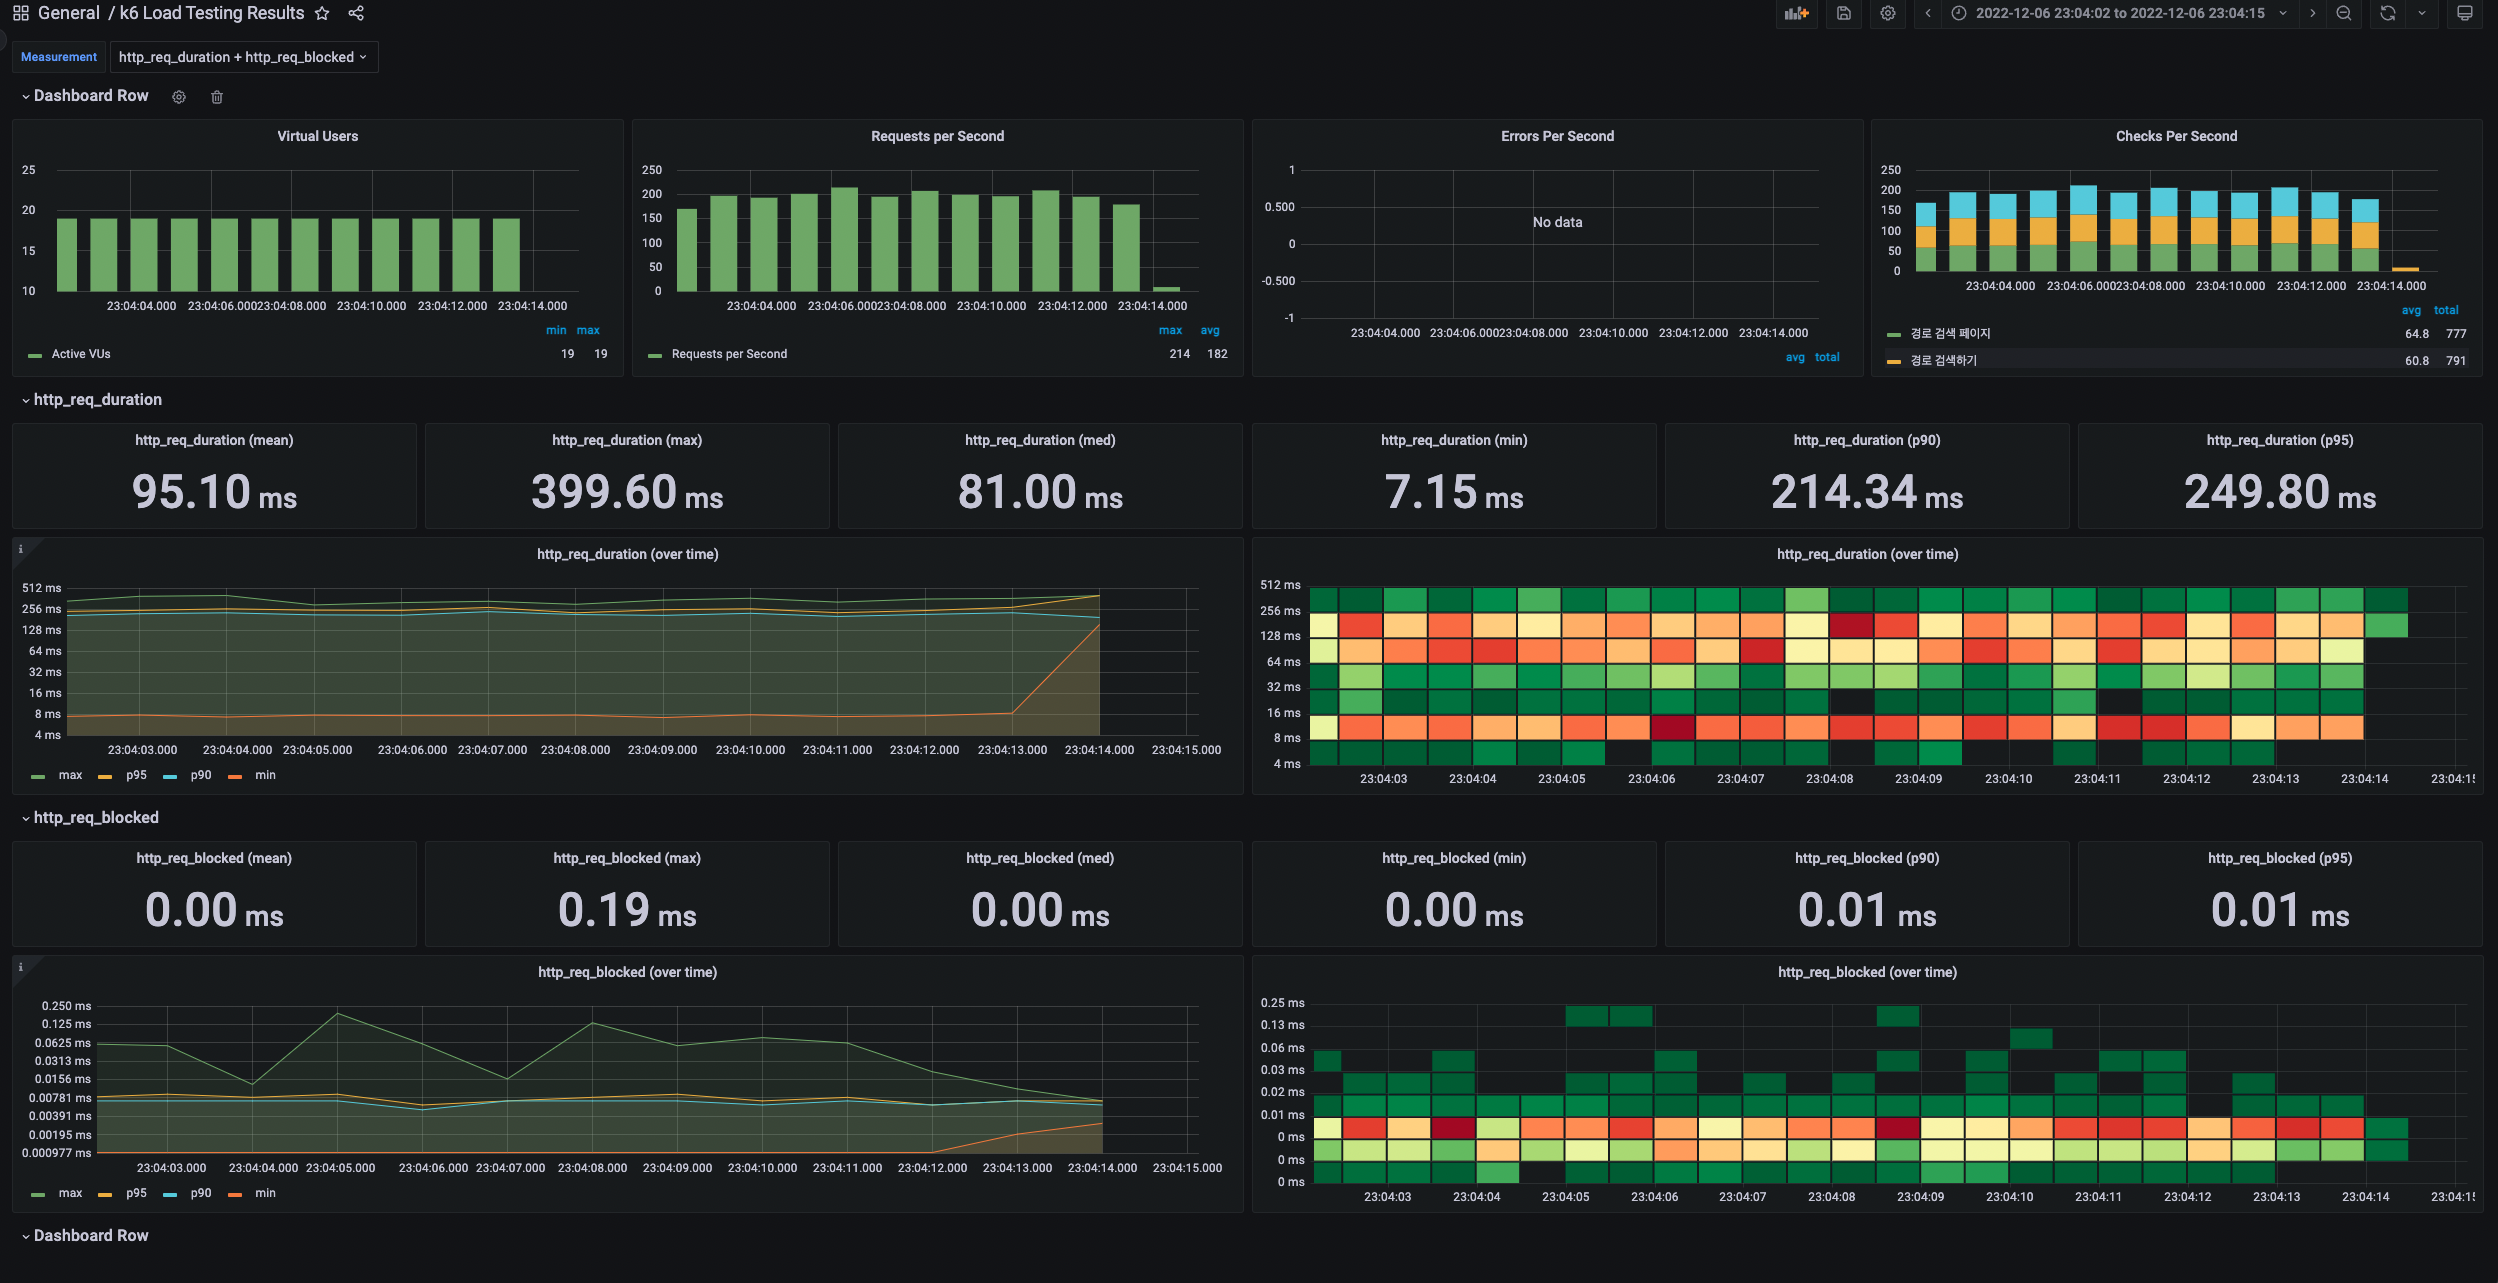 General / k6 Load Testing Results
2022-12-06 23:04:02 to 2022-12-06 23:04:15
Measurement http_req_duration + http_req_blocked
Dashboard Row
Virtual Users
25
20
15
10
23:04:04.000 23:04:06.000 23:04:08.000 23:04:10.000 23:04:12.000 23:04:14.000
min max
Active VUs 19 19
Requests per Second
250
200
150
100
50
0
23:04:04.000 23:04:06.000 23:04:08.000 23:04:10.000 23:04:12.000 23:04:14.000
max avg
Requests per Second 214 182
Errors Per Second
1
0.500
0
-0.500
-1
No data
23:04:04.000 23:04:06.000 23:04:08.000 23:04:10.000 23:04:12.000 23:04:14.000
avg total
Checks Per Second
250
200
150
100
50
0
23:04:04.000 23:04:06.000 23:04:08.000 23:04:10.000 23:04:12.000 23:04:14.000
avg total
경로 검색 페이지 64.8 777
경로 검색하기 60.8 791
http_req_duration
http_req_duration (mean)
95.10 ms
http_req_duration (max)
399.60 ms
http_req_duration (med)
81.00 ms
http_req_duration (min)
7.15 ms
http_req_duration (p90)
214.34 ms
http_req_duration (p95)
249.80 ms
http_req_duration (over time)
512 ms
256 ms
128 ms
64 ms
32 ms
16 ms
8 ms
4 ms
23:04:03.000 23:04:04.000 23:04:05.000 23:04:06.000 23:04:07.000 23:04:08.000 23:04:09.000 23:04:10.000 23:04:11.000 23:04:12.000 23:04:13.000 23:04:14.000 23:04:15.000
max p95 p90 min
http_req_duration (over time)
512 ms
256 ms
128 ms
64 ms
32 ms
16 ms
8 ms
4 ms
23:04:03 23:04:04 23:04:05 23:04:06 23:04:07 23:04:08 23:04:09 23:04:10 23:04:11 23:04:12 23:04:13 23:04:14 23:04:15
http_req_blocked
http_req_blocked (mean)
0.00 ms
http_req_blocked (max)
0.19 ms
http_req_blocked (med)
0.00 ms
http_req_blocked (min)
0.00 ms
http_req_blocked (p90)
0.01 ms
http_req_blocked (p95)
0.01 ms
http_req_blocked (over time)
0.250 ms
0.125 ms
0.0625 ms
0.0313 ms
0.0156 ms
0.00781 ms
0.00391 ms
0.00195 ms
0.000977 ms
23:04:03.000 23:04:04.000 23:04:05.000 23:04:06.000 23:04:07.000 23:04:08.000 23:04:09.000 23:04:10.000 23:04:11.000 23:04:12.000 23:04:13.000 23:04:14.000 23:04:15.000
max p95 p90 min
http_req_blocked (over time)
0.25 ms
0.13 ms
0.06 ms
0.03 ms
0.02 ms
0.01 ms
0 ms
0 ms
0 ms
23:04:03 23:04:04 23:04:05 23:04:06 23:04:07 23:04:08 23:04:09 23:04:10 23:04:11 23:04:12 23:04:13 23:04:14 23:04:15
Dashboard Row